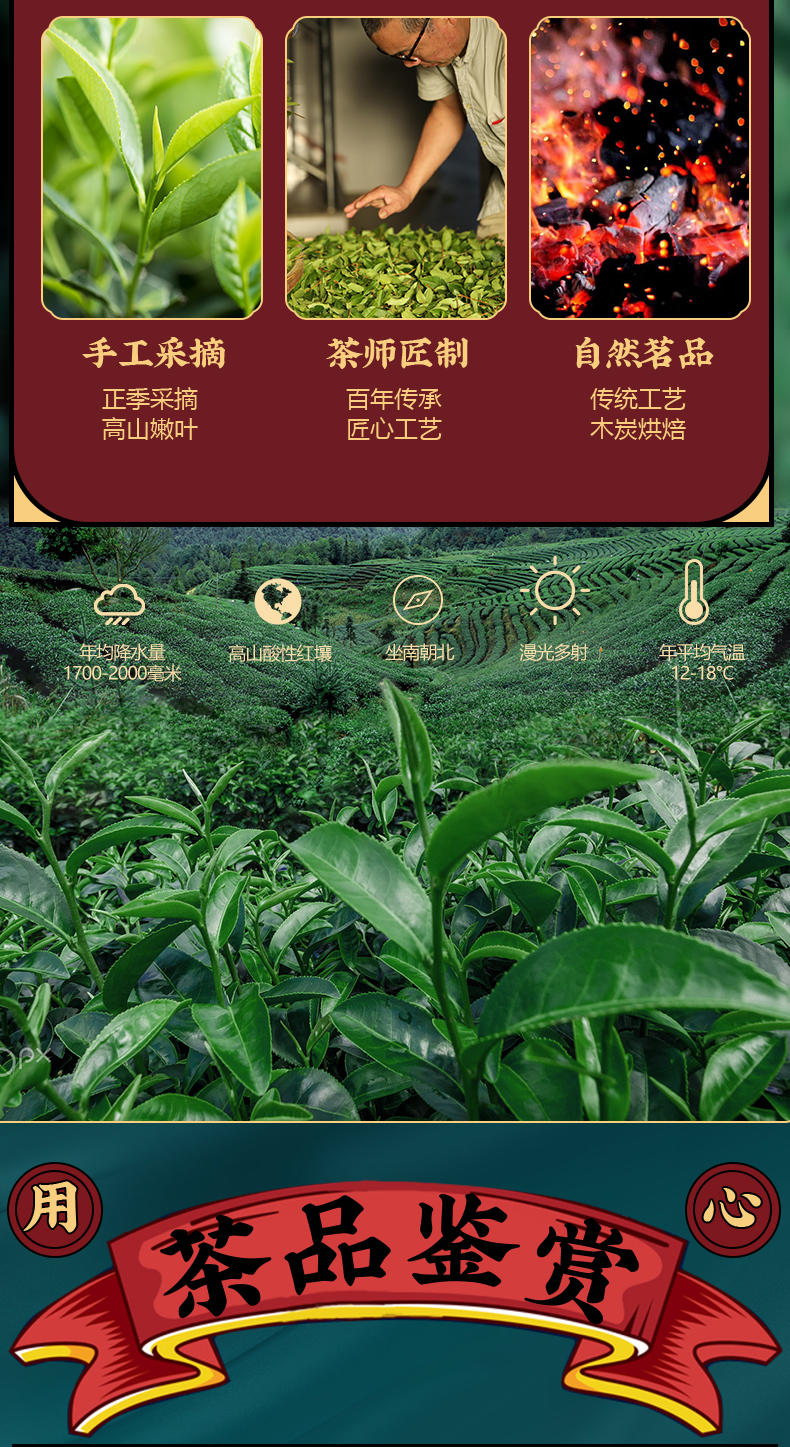 手工采摘
正季采摘
高山嫩叶
茶师匠制
百年传承
匠心工艺
自然茗品
传统工艺
木炭烘焙
年均降水量
1700-2000毫米
高山酸性红壤
坐南朝北
漫光多射 ↑
年平均气温
12-18℃
px
用
心
茶品鉴赏